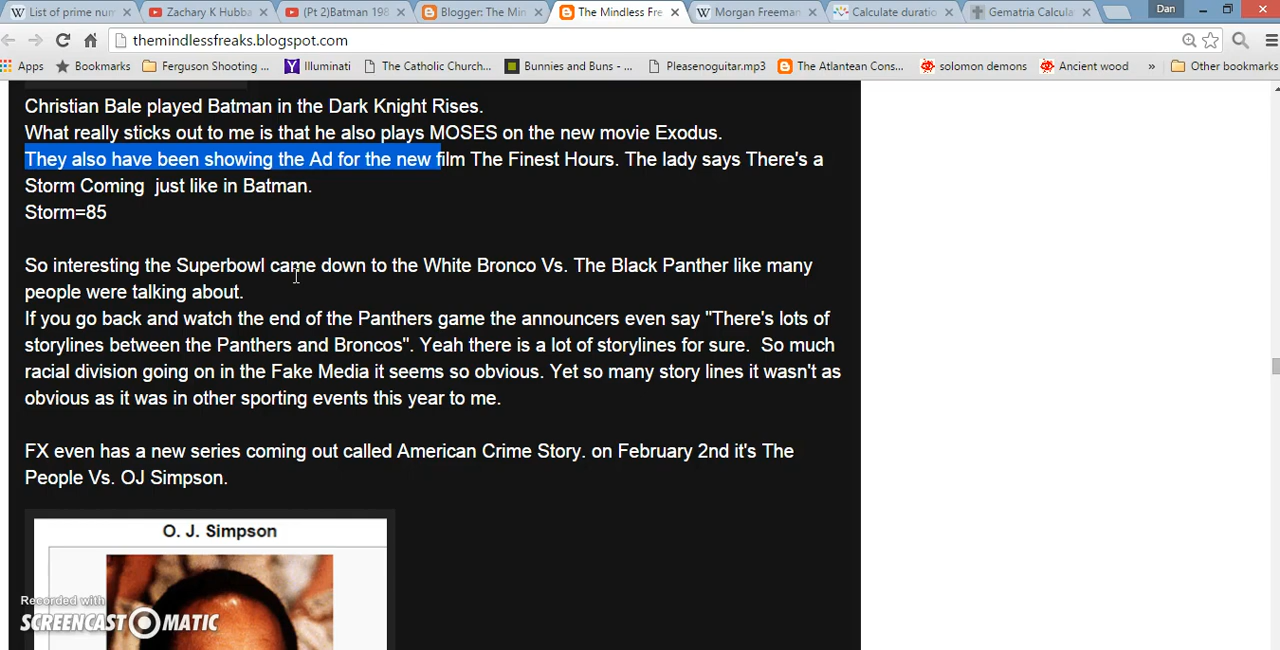 List of prime num
Zachary K Hubba
(Pt 2)Batman 198
Blogger: The Min
The Mindless Fre
Morgan Freeman
Calculate duratio
Gematria Calcula
Dan
themindlessfreaks.blogspot.com
Apps
Bookmarks
Ferguson Shooting ...
Illuminati
The Catholic Church...
Bunnies and Buns - ...
Pleasenoguitar.mp3
The Atlantean Cons...
solomon demons
Ancient wood
»
Other bookmarks
Christian Bale played Batman in the Dark Knight Rises.
What really sticks out to me is that he also plays MOSES on the new movie Exodus.
They also have been showing the Ad for the new film The Finest Hours. The lady says There's a
Storm Coming  just like in Batman.
Storm=85
So interesting the Superbowl came down to the White Bronco Vs. The Black Panther like many
people were talking about.
If you go back and watch the end of the Panthers game the announcers even say "There's lots of
storylines between the Panthers and Broncos". Yeah there is a lot of storylines for sure.  So much
racial division going on in the Fake Media it seems so obvious. Yet so many story lines it wasn't as
obvious as it was in other sporting events this year to me.
FX even has a new series coming out called American Crime Story. on February 2nd it's The
People Vs. OJ Simpson.
O. J. Simpson
Recorded with
SCREENCAST-O-MATIC